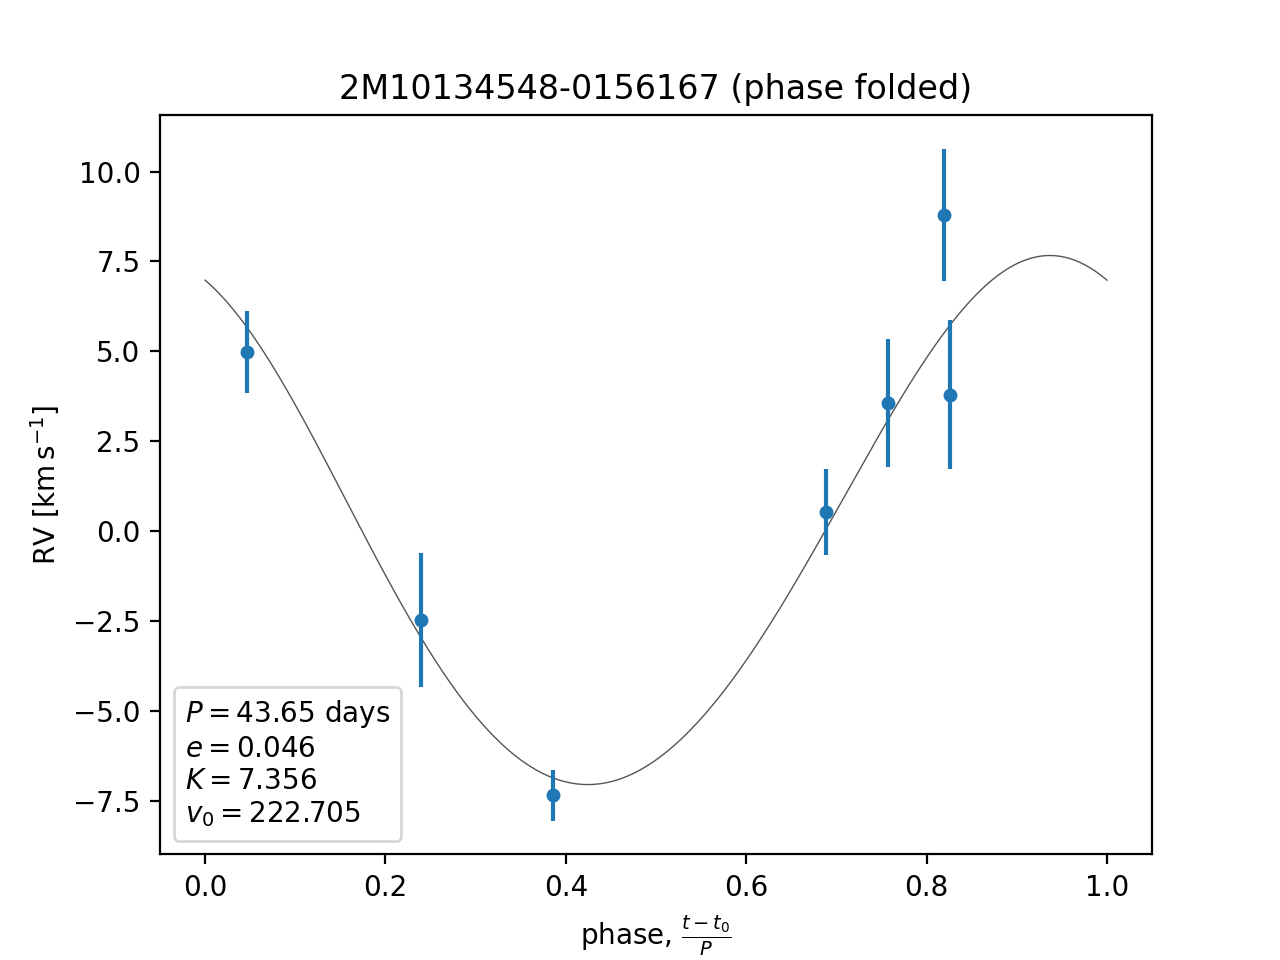 2M10134548-0156167 (phase folded)
10.0
7.5
5.0
2.5
0.0
−2.5
−5.0
−7.5
RV [km s⁻¹]
P = 43.65 days
e = 0.046
K = 7.356
v₀ = 222.705
0.0 0.2 0.4 0.6 0.8 1.0
phase, (t − t₀)/P